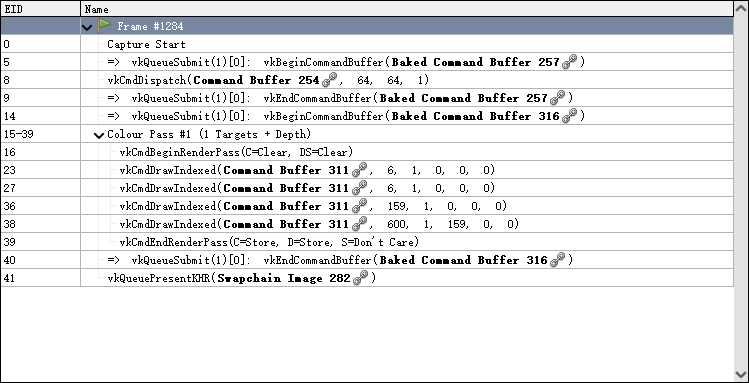 EID Name
Frame #1284
0 Capture Start
5 => vkQueueSubmit(1)[0]: vkBeginCommandBuffer(Baked Command Buffer 257)
8 vkCmdDispatch(Command Buffer 254, 64, 64, 1)
9 => vkQueueSubmit(1)[0]: vkEndCommandBuffer(Baked Command Buffer 257)
14 => vkQueueSubmit(1)[0]: vkBeginCommandBuffer(Baked Command Buffer 316)
15-39 Colour Pass #1 (1 Targets + Depth)
16 vkCmdBeginRenderPass(C=Clear, DS=Clear)
23 vkCmdDrawIndexed(Command Buffer 311, 6, 1, 0, 0, 0)
27 vkCmdDrawIndexed(Command Buffer 311, 6, 1, 0, 0, 0)
36 vkCmdDrawIndexed(Command Buffer 311, 159, 1, 0, 0, 0)
38 vkCmdDrawIndexed(Command Buffer 311, 600, 1, 159, 0, 0)
39 vkCmdEndRenderPass(C=Store, D=Store, S=Don't Care)
40 => vkQueueSubmit(1)[0]: vkEndCommandBuffer(Baked Command Buffer 316)
41 vkQueuePresentKHR(Swapchain Image 282)